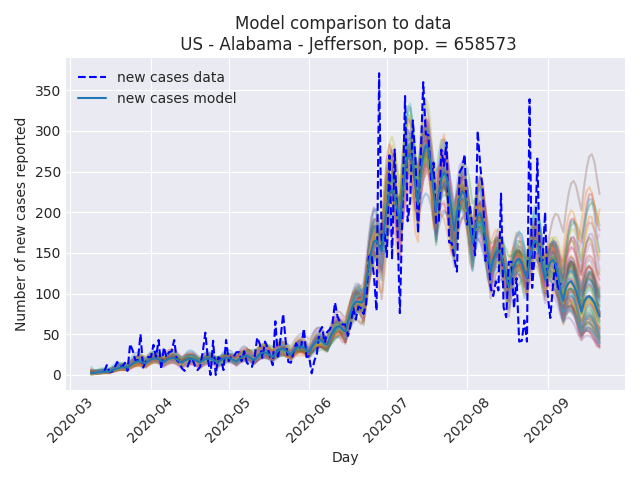 Model comparison to data
US - Alabama - Jefferson, pop. = 658573
new cases data
new cases model
Number of new cases reported
350
300
250
200
150
100
50
0
2020-03
2020-04
2020-05
2020-06
2020-07
2020-08
2020-09
Day